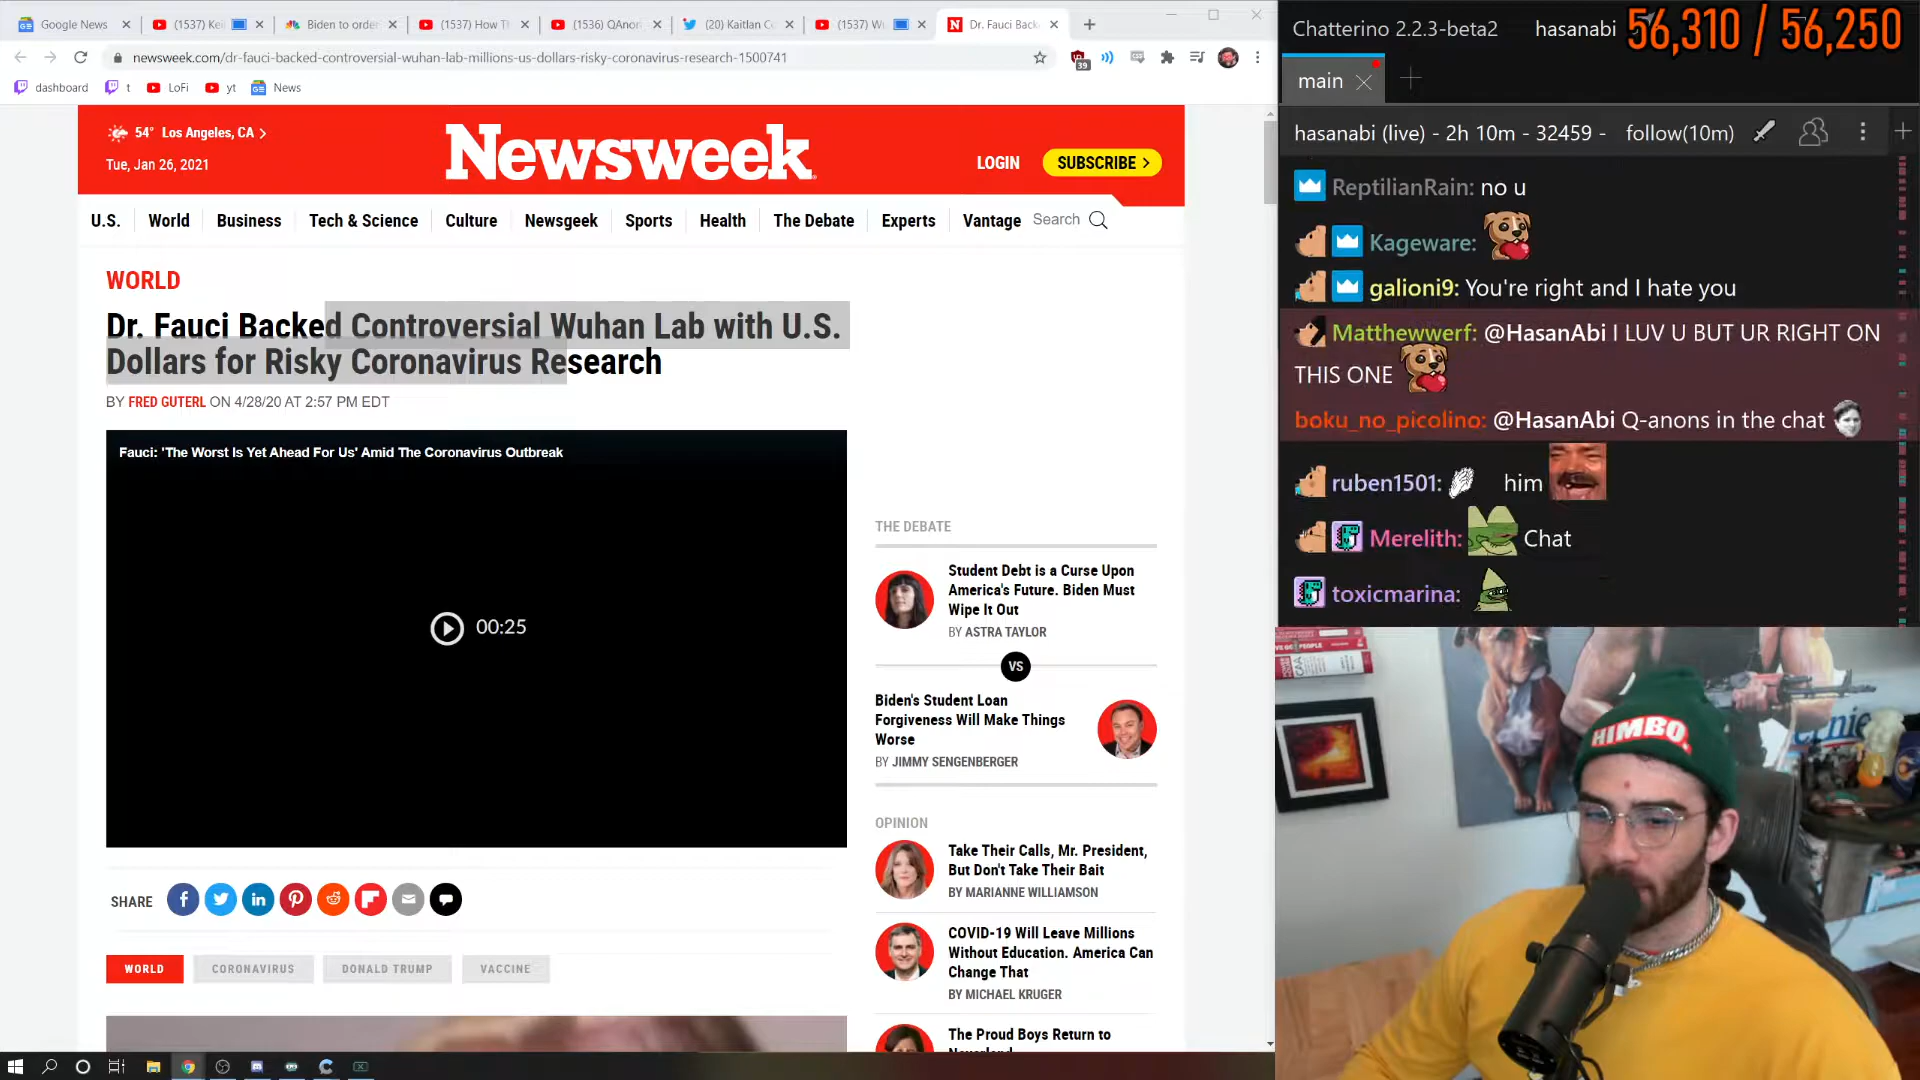 Google News
(1537) Kei
Biden to order
(1537) How T
(1536) QAnon
(20) Kaitlan Co
(1537) W
Dr. Fauci Back
newsweek.com/dr-fauci-backed-controversial-wuhan-lab-millions-us-dollars-risky-coronavirus-research-1500741
39
dashboard
t
LoFi
yt
News
54° Los Angeles, CA
Tue, Jan 26, 2021
Newsweek
LOGIN
SUBSCRIBE
U.S.
World
Business
Tech & Science
Culture
Newsgeek
Sports
Health
The Debate
Experts
Vantage
Search
WORLD
Dr. Fauci Backed Controversial Wuhan Lab with U.S.
Dollars for Risky Coronavirus Research
BY FRED GUTERL ON 4/28/20 AT 2:57 PM EDT
Fauci: 'The Worst Is Yet Ahead For Us' Amid The Coronavirus Outbreak
00:25
SHARE
WORLD
CORONAVIRUS
DONALD TRUMP
VACCINE
THE DEBATE
Student Debt is a Curse Upon
America's Future. Biden Must
Wipe It Out
BY ASTRA TAYLOR
VS
Biden's Student Loan
Forgiveness Will Make Things
Worse
BY JIMMY SENGENBERGER
OPINION
Take Their Calls, Mr. President,
But Don't Take Their Bait
BY MARIANNE WILLIAMSON
COVID-19 Will Leave Millions
Without Education. America Can
Change That
BY MICHAEL KRUGER
The Proud Boys Return to
Chatterino 2.2.3-beta2
hasanabi
56,310 / 56,250
main
hasanabi (live) - 2h 10m - 32459 -
follow(10m)
ReptilianRain: no u
Kageware:
galioni9: You're right and I hate you
Matthewwerf: @HasanAbi I LUV U BUT UR RIGHT ON
THIS ONE
boku_no_picolino: @HasanAbi Q-anons in the chat
ruben1501: him
Merelith: Chat
toxicmarina:
HIMBO.